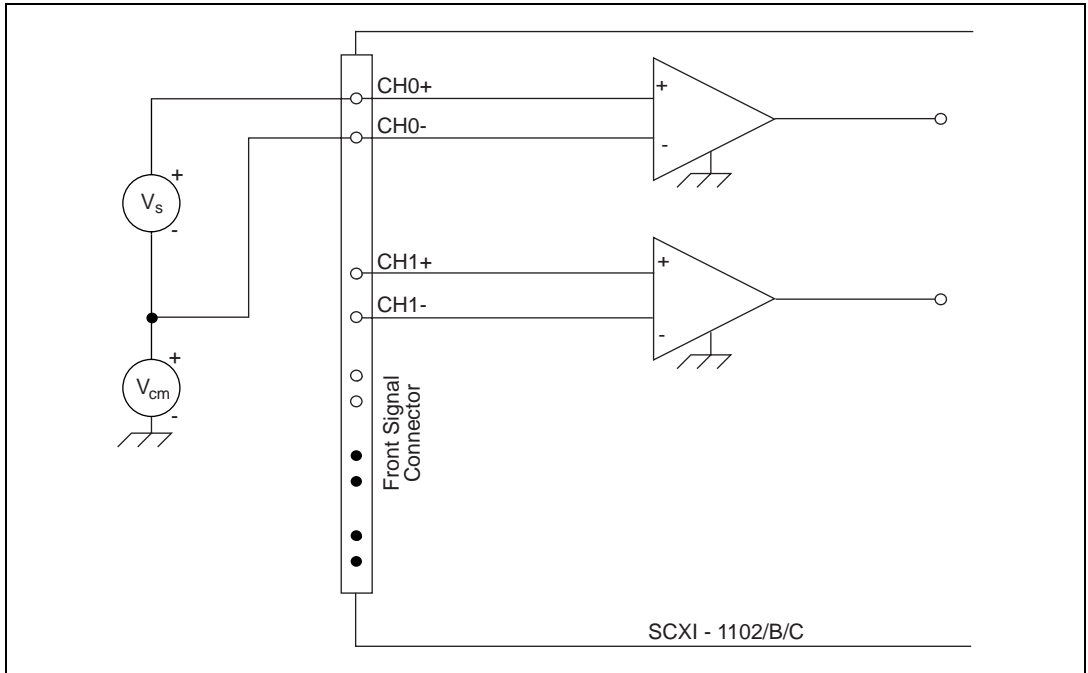 CH0+
+
CH0-
-
+
Vs
-
CH1+
+
CH1-
-
+
Vcm
-
Front Signal
Connector
SCXI - 1102/B/C